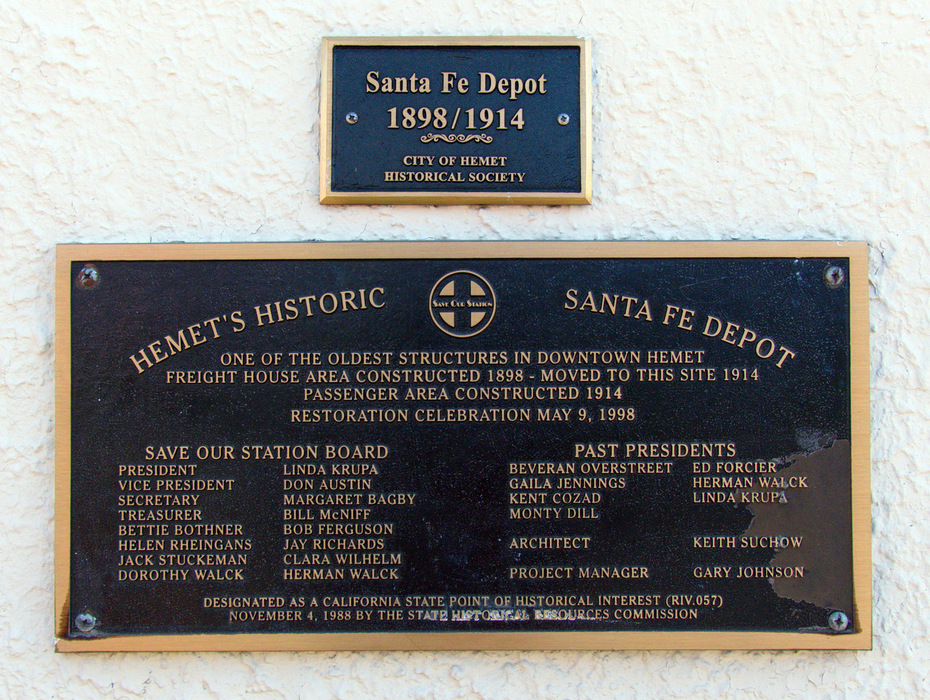 Santa Fe Depot
1898/1914
CITY OF HEMET
HISTORICAL SOCIETY
HEMET'S HISTORIC
SAVE OUR STATION
SANTA FE DEPOT
ONE OF THE OLDEST STRUCTURES IN DOWNTOWN HEMET
FREIGHT HOUSE AREA CONSTRUCTED 1898 - MOVED TO THIS SITE 1914
PASSENGER AREA CONSTRUCTED 1914
RESTORATION CELEBRATION MAY 9, 1998
SAVE OUR STATION BOARD
PRESIDENT LINDA KRUPA
VICE PRESIDENT DON AUSTIN
SECRETARY MARGARET BAGBY
TREASURER BILL McNIFF
BETTIE BOTHNER BOB FERGUSON
HELEN RHEINGANS JAY RICHARDS
JACK STUCKEMAN CLARA WILHELM
DOROTHY WALCK HERMAN WALCK
PAST PRESIDENTS
BEVERAN OVERSTREET ED FORCIER
GAILA JENNINGS HERMAN WALCK
KENT COZAD LINDA KRUPA
MONTY DILL
ARCHITECT KEITH SUCHOW
PROJECT MANAGER GARY JOHNSON
DESIGNATED AS A CALIFORNIA STATE POINT OF HISTORICAL INTEREST (RIV.057)
NOVEMBER 4, 1988 BY THE STATE HISTORICAL RESOURCES COMMISSION